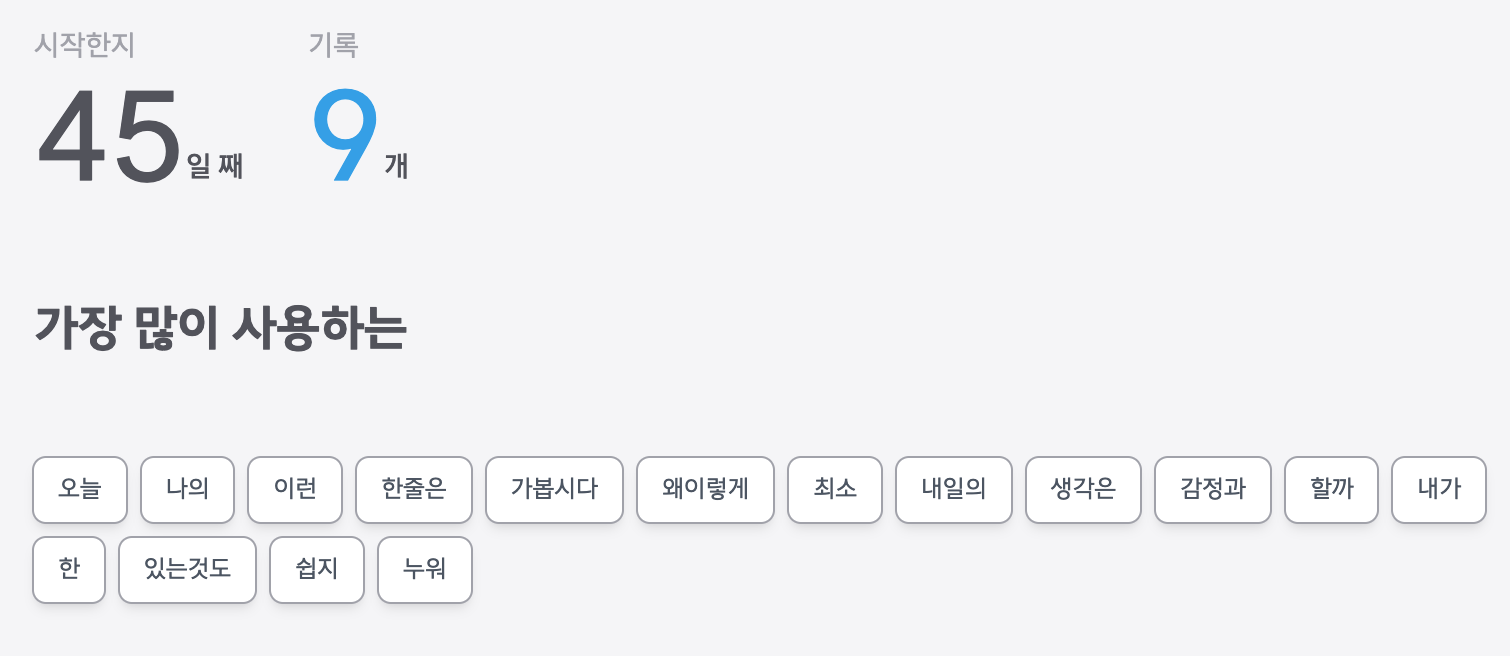 시작한지 기록
45일 째 9개
가장 많이 사용하는
오늘 나의 이런 한줄은 가봅시다 왜이렇게 최소 내일의 생각은 감정과 할까 내가
한 있는것도 쉽지 누워